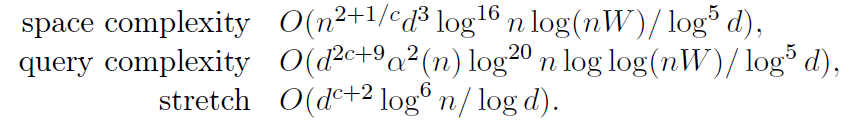 space complexity O(n^{2+1/c}d^3 log^{16} n log(nW)/ log^5 d),
query complexity O(d^{2c+9}α^2(n) log^{20} n log log(nW)/ log^5 d),
stretch O(d^{c+2} log^6 n/ log d).